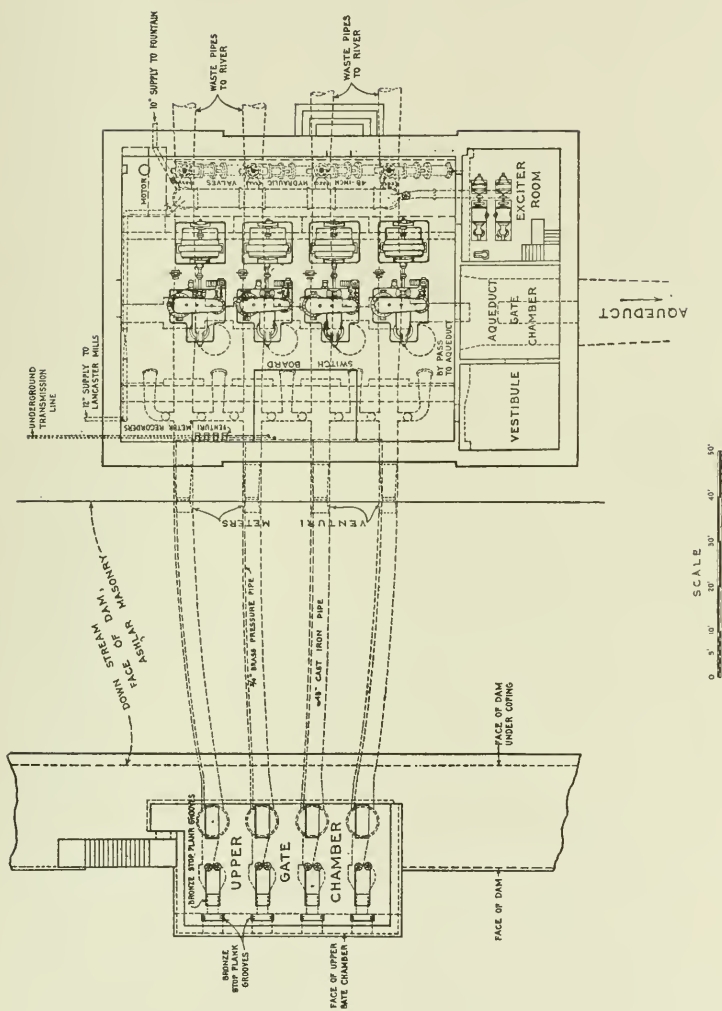 10" SUPPLY TO FOUNTAIN
WASTE PIPES
TO RIVER
WASTE PIPES
TO RIVER
MOTOR
48-INCH HYDRAULIC VALVES
EXCITER
ROOM
UNDERGROUND
TRANSMISSION
LINE
12" SUPPLY TO
LANCASTER MILLS
VENTURI METER RECORDERS
SWITCH
BOARD
BY PASS
TO AQUEDUCT
AQUEDUCT
GATE
CHAMBER
AQUEDUCT
VESTIBULE
VENTURI METERS
DOWN STREAM
FACE OF DAM,
ASHLAR MASONRY
3/4" BRASS PRESSURE PIPE
48" CAST IRON PIPE
SCALE
0 5' 10' 20' 30' 40' 50'
FACE OF DAM
UNDER COPING
BRONZE STOP PLANK GROOVES
UPPER
GATE
CHAMBER
BRONZE
STOP PLANK
GROOVES
FACE OF UPPER
GATE CHAMBER
FACE OF DAM